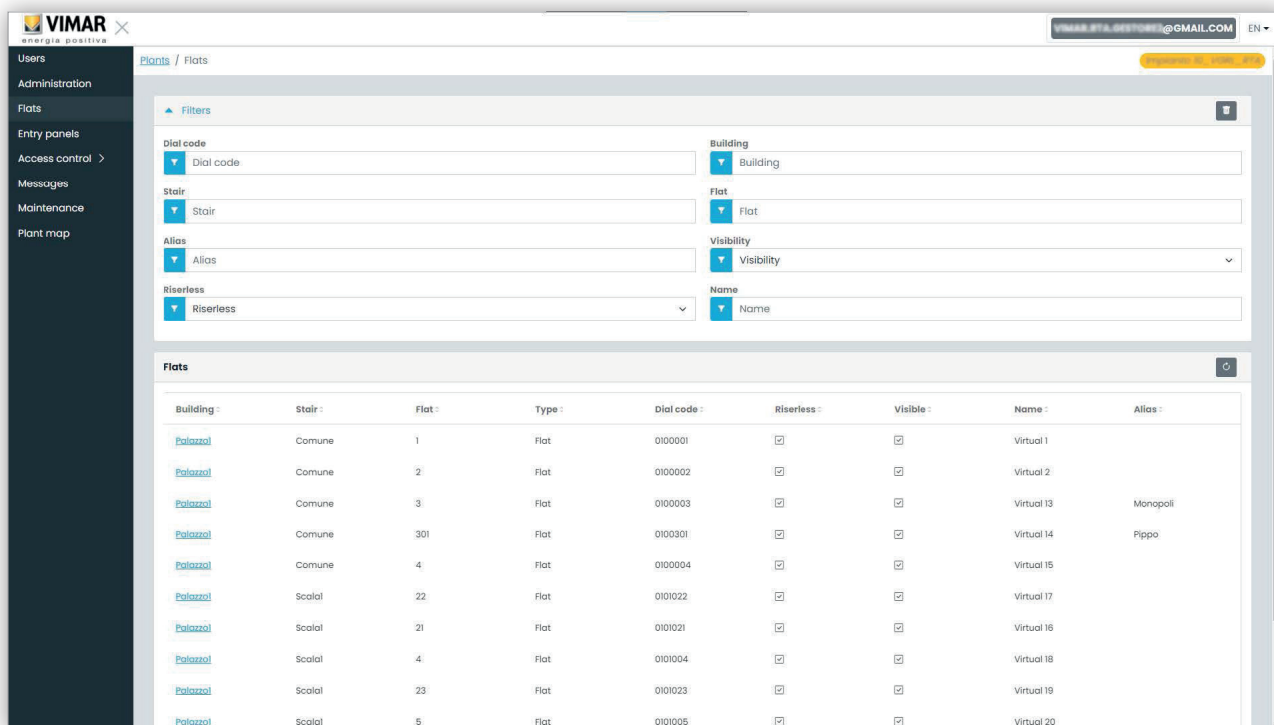 VIMAR
energia positiva
@GMAIL.COM
EN
Users
Administration
Flats
Entry panels
Access control >
Messages
Maintenance
Plant map
Plants / Flats
Filters
Dial code
Building
Dial code
Building
Stair
Flat
Stair
Flat
Alias
Visibility
Alias
Visibility
Riserless
Name
Riserless
Name
Flats
Building Stair Flat Type Dial code Riserless Visible Name Alias
Palazzo1 Comune 1 Flat 0100001 Virtual 1
Palazzo1 Comune 2 Flat 0100002 Virtual 2
Palazzo1 Comune 3 Flat 0100003 Virtual 13 Monopoli
Palazzo1 Comune 301 Flat 0100301 Virtual 14 Pippo
Palazzo1 Comune 4 Flat 0100004 Virtual 15
Palazzo1 Scala1 22 Flat 0101022 Virtual 17
Palazzo1 Scala1 21 Flat 0101021 Virtual 16
Palazzo1 Scala1 4 Flat 0101004 Virtual 18
Palazzo1 Scala1 23 Flat 0101023 Virtual 19
Palazzo1 Scala1 5 Flat 0101005 Virtual 20